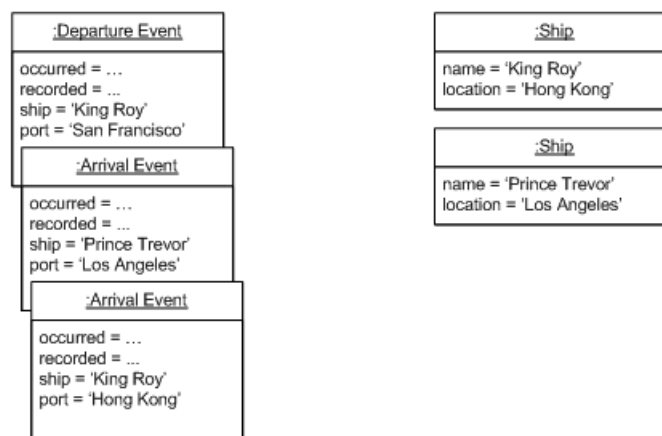 :Departure Event
occurred = …
recorded = ...
ship = ‘King Roy’
port = ‘San Francisco’
:Arrival Event
occurred = …
recorded = ...
ship = ‘Prince Trevor’
port = ‘Los Angeles’
:Arrival Event
occurred = …
recorded = ...
ship = ‘King Roy’
port = ‘Hong Kong’
:Ship
name = ‘King Roy’
location = ’Hong Kong’
:Ship
name = ‘Prince Trevor’
location = ‘Los Angeles’